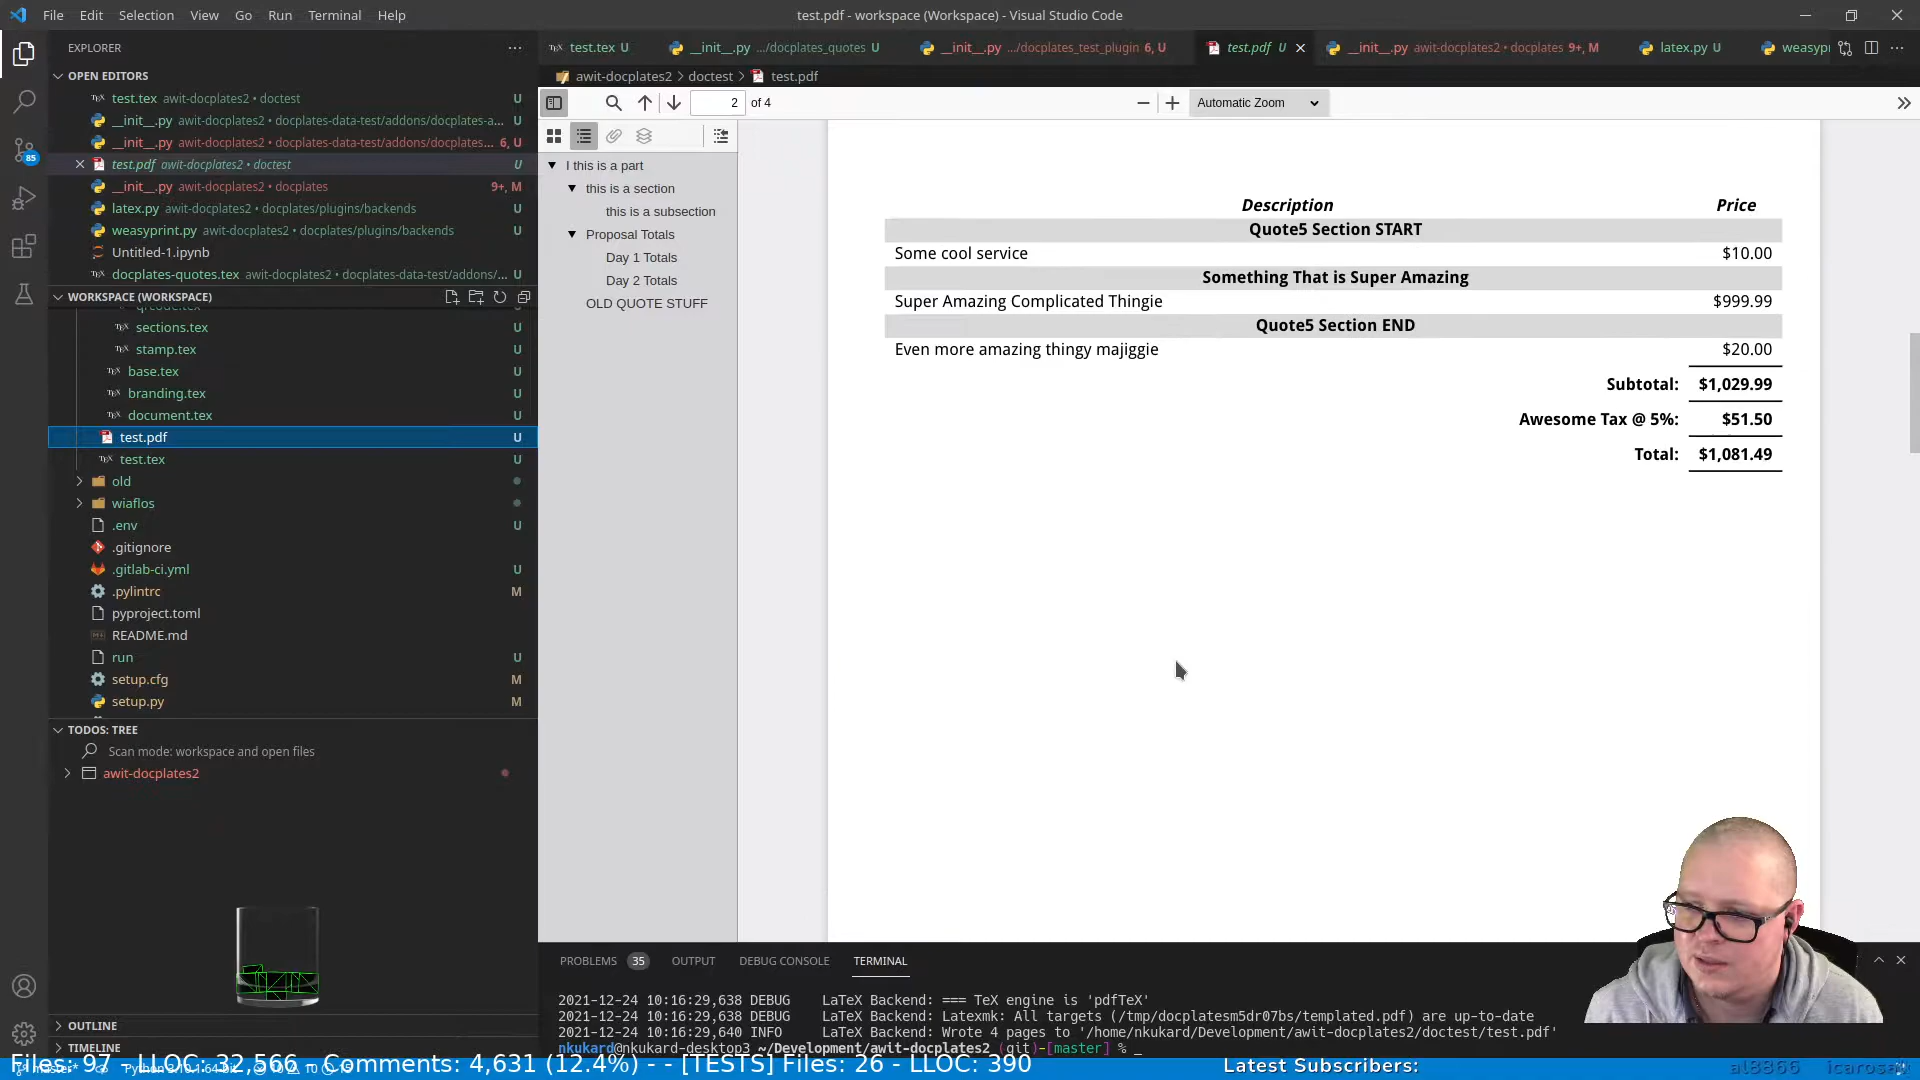 File Edit Selection View Go Run Terminal Help
test.pdf - workspace (Workspace) - Visual Studio Code
EXPLORER
OPEN EDITORS
test.tex awit-docplates2 • doctest U
__init__.py awit-docplates2 • docplates-data-test/addons/docplates-a... U
__init__.py awit-docplates2 • docplates-data-test/addons/docplates... 6, U
test.pdf awit-docplates2 • doctest U
__init__.py awit-docplates2 • docplates 9+, M
latex.py awit-docplates2 • docplates/plugins/backends U
weasyprint.py awit-docplates2 • docplates/plugins/backends U
Untitled-1.ipynb
docplates-quotes.tex awit-docplates2 • docplates-data-test/addons/... U
WORKSPACE (WORKSPACE)
qrcode.tex
sections.tex U
stamp.tex U
base.tex U
branding.tex U
document.tex U
test.pdf U
test.tex U
old
wiaflos
.env U
.gitignore
.gitlab-ci.yml U
.pylintrc M
pyproject.toml
README.md
run U
setup.cfg M
setup.py M
TODOS: TREE
Scan mode: workspace and open files
awit-docplates2
OUTLINE
TIMELINE
85
test.tex U
__init__.py .../docplates_quotes U
__init__.py .../docplates_test_plugin 6, U
test.pdf U
__init__.py awit-docplates2 • docplates 9+, M
latex.py U
weasypr
awit-docplates2 > doctest > test.pdf
2 of 4
Automatic Zoom
I this is a part
this is a section
this is a subsection
Proposal Totals
Day 1 Totals
Day 2 Totals
OLD QUOTE STUFF
Description Price
Quote5 Section START
Some cool service $10.00
Something That is Super Amazing
Super Amazing Complicated Thingie $999.99
Quote5 Section END
Even more amazing thingy majiggie $20.00
Subtotal: $1,029.99
Awesome Tax @ 5%: $51.50
Total: $1,081.49
PROBLEMS 35 OUTPUT DEBUG CONSOLE TERMINAL
2021-12-24 10:16:29,638 DEBUG LaTeX Backend: === TeX engine is 'pdfTeX'
2021-12-24 10:16:29,638 DEBUG LaTeX Backend: Latexmk: All targets (/tmp/docplatesm5dr07bs/templated.pdf) are up-to-date
2021-12-24 10:16:29,640 INFO LaTeX Backend: Wrote 4 pages to '/home/nkukard/Development/awit-docplates2/doctest/test.pdf'
nkukard@nkukard-desktop3 ~/Development/awit-docplates2 (git)-[master] % _
Files: 97 - LLOC: 32,566 - Comments: 4,631 (12.4%) - - [TESTS] Files: 26 - LLOC: 390
Latest Subscribers: